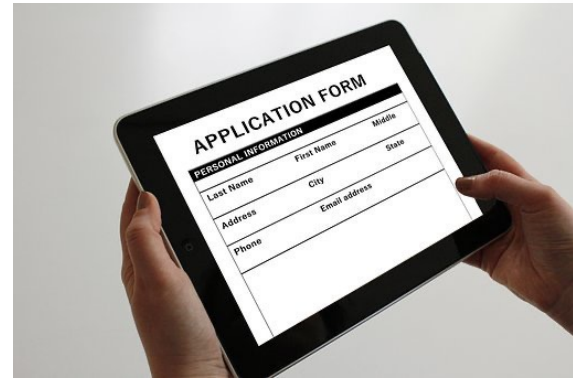 APPLICATION FORM
PERSONAL INFORMATION
Last Name First Name Middle
Address City State
Phone Email address